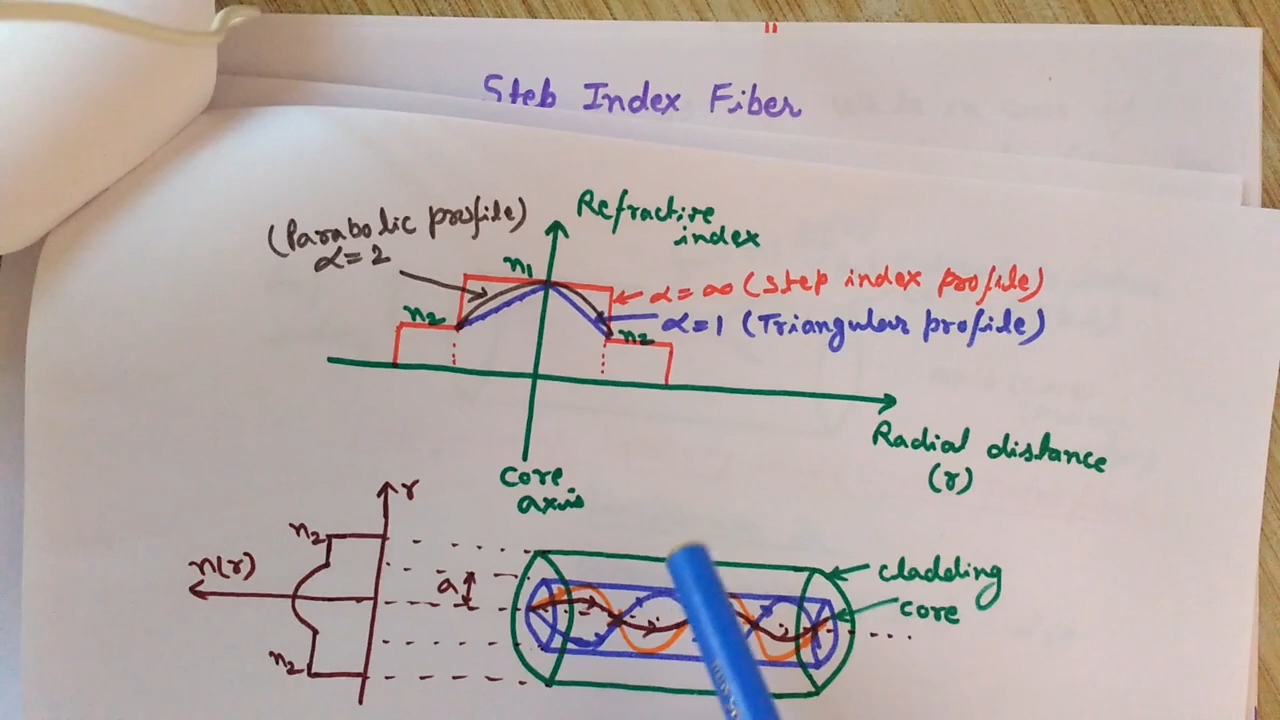 Step Index Fiber
Refractive
index
(Parabolic profile)
α=2
n1
α=∞ (Step index profile)
n2
α=1 (Triangular profile)
n2
Radial distance
(r)
Core
axis
r
n2
n(r)
a
cladding
core
n2